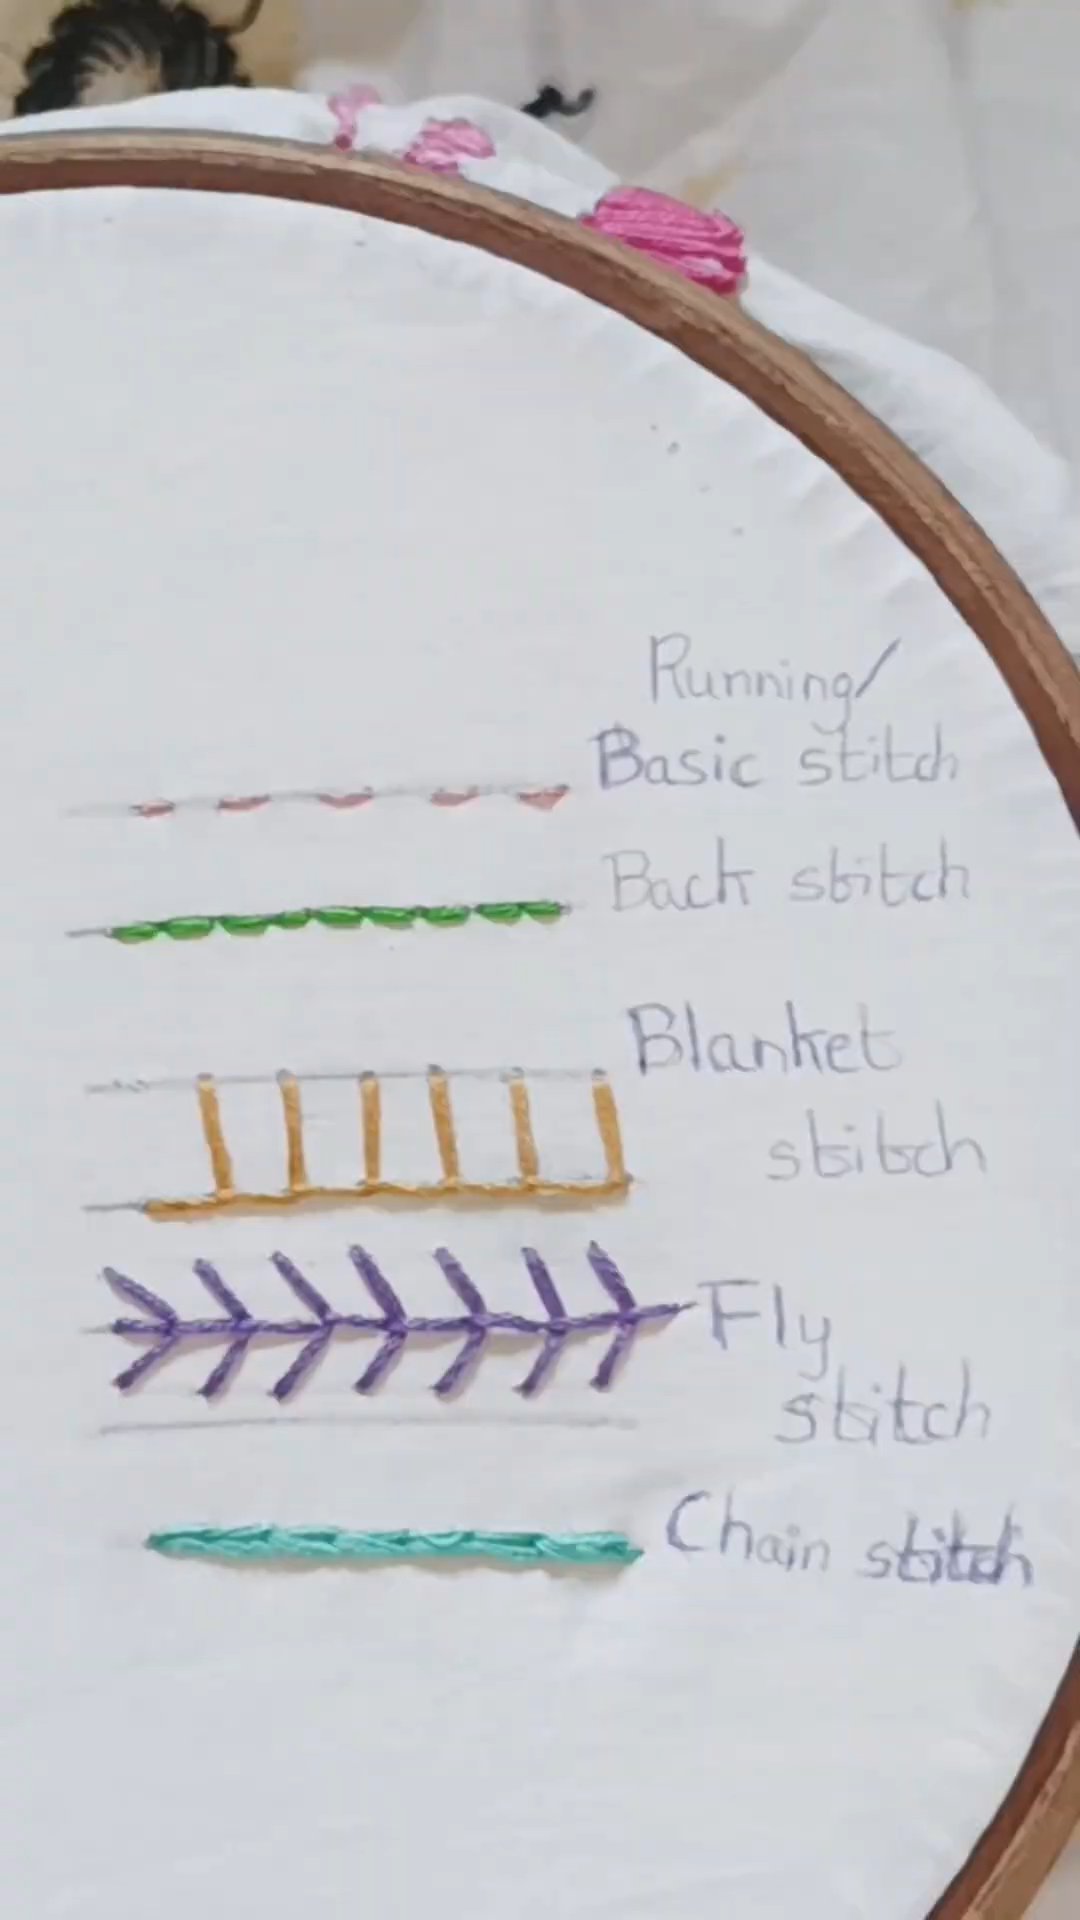 Running/
Basic stitch
Back stitch
Blanket
stitch
Fly
stitch
Chain stitch